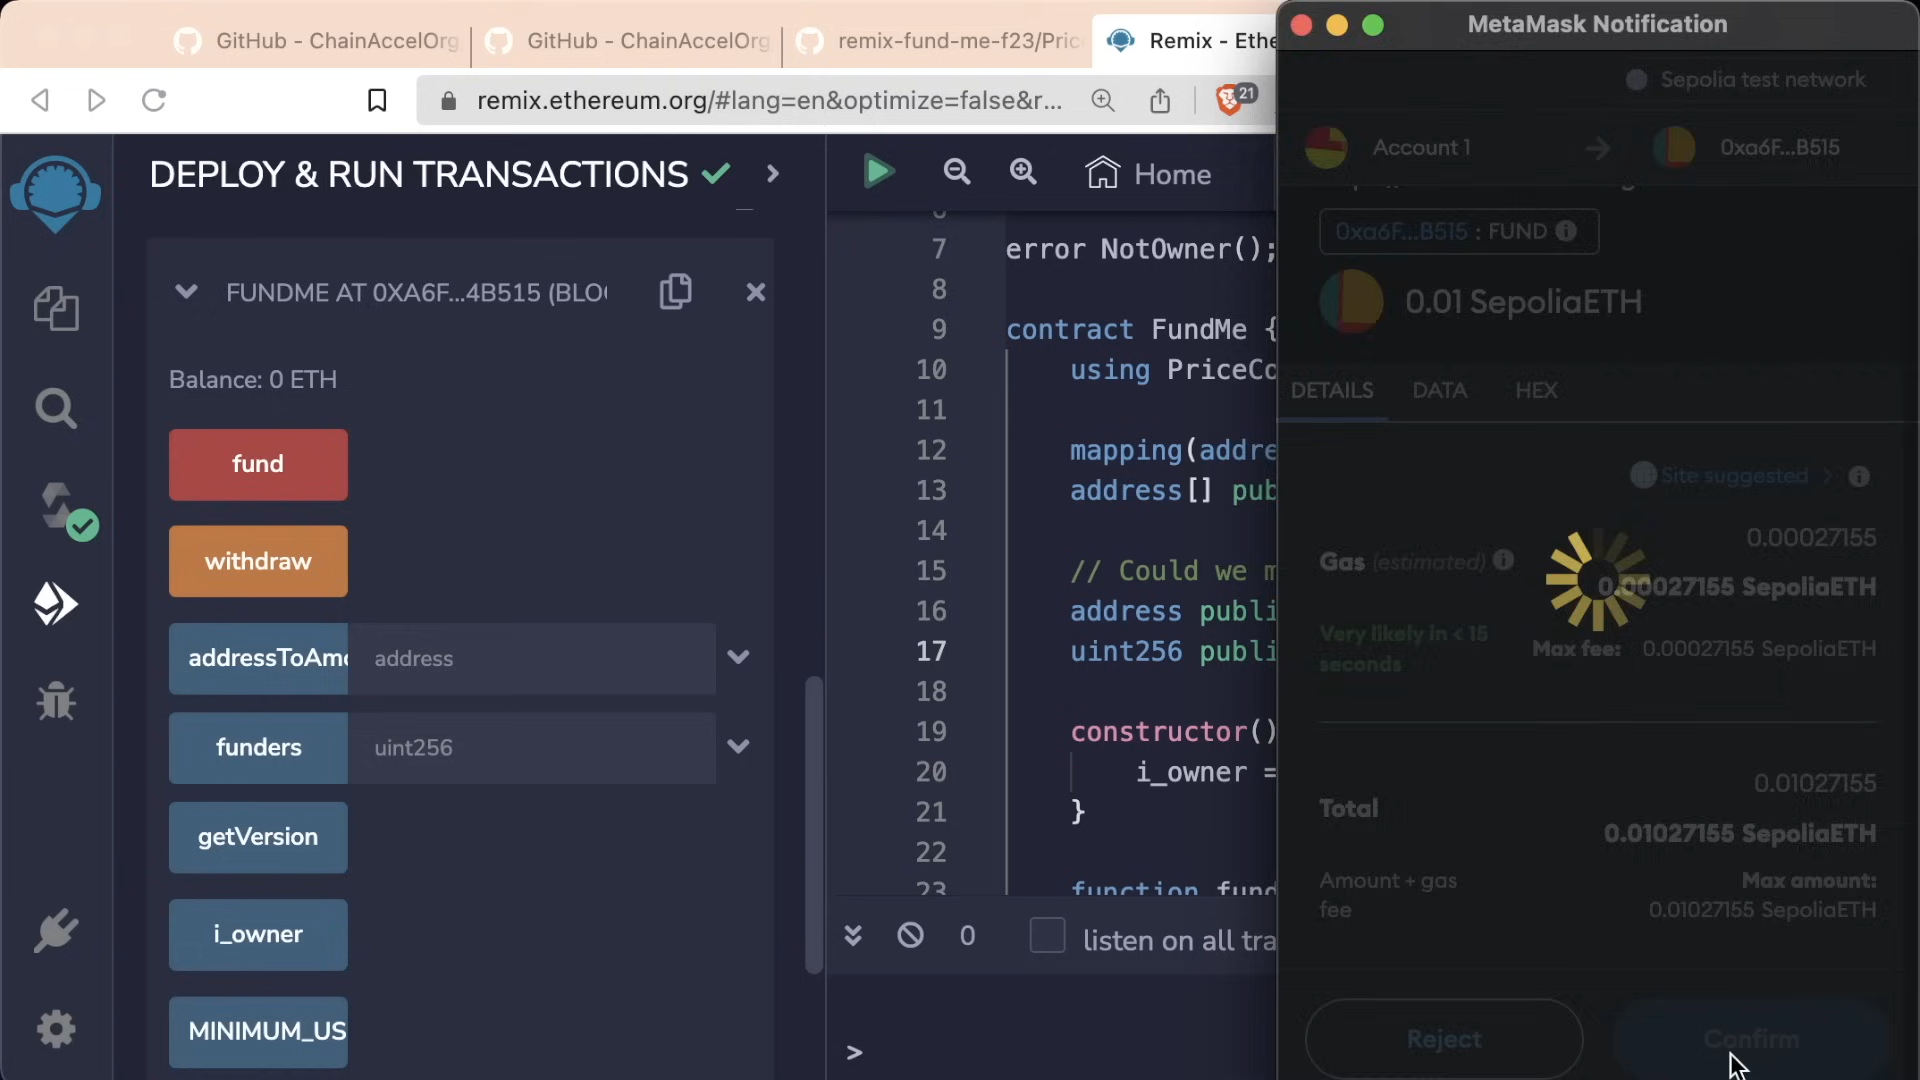 GitHub - ChainAccelOrg
GitHub - ChainAccelOrg
remix-fund-me-f23/Pric
Remix - Ethe
remix.ethereum.org/#lang=en&optimize=false&r...
21
DEPLOY & RUN TRANSACTIONS
FUNDME AT 0XA6F...4B515 (BLO
Balance: 0 ETH
fund
withdraw
addressToAmo
address
funders
uint256
getVersion
i_owner
MINIMUM_US
Home
6
7 error NotOwner();
8
9 contract FundMe {
10 using PriceCo
11
12 mapping(addre
13 address[] pub
14
15 // Could we m
16 address publi
17 uint256 publi
18
19 constructor()
20 i_owner =
21 }
22
23 function fund
0
listen on all tra
>
MetaMask Notification
Sepolia test network
Account 1
0xa6F...B515
0xa6F...B515 : FUND
0.01 SepoliaETH
DETAILS
DATA
HEX
Site suggested >
Gas (estimated)
0.00027155
0.00027155 SepoliaETH
Very likely in < 15
seconds
Max fee: 0.00027155 SepoliaETH
Total
0.01027155
0.01027155 SepoliaETH
Amount + gas
fee
Max amount:
0.01027155 SepoliaETH
Reject
Confirm